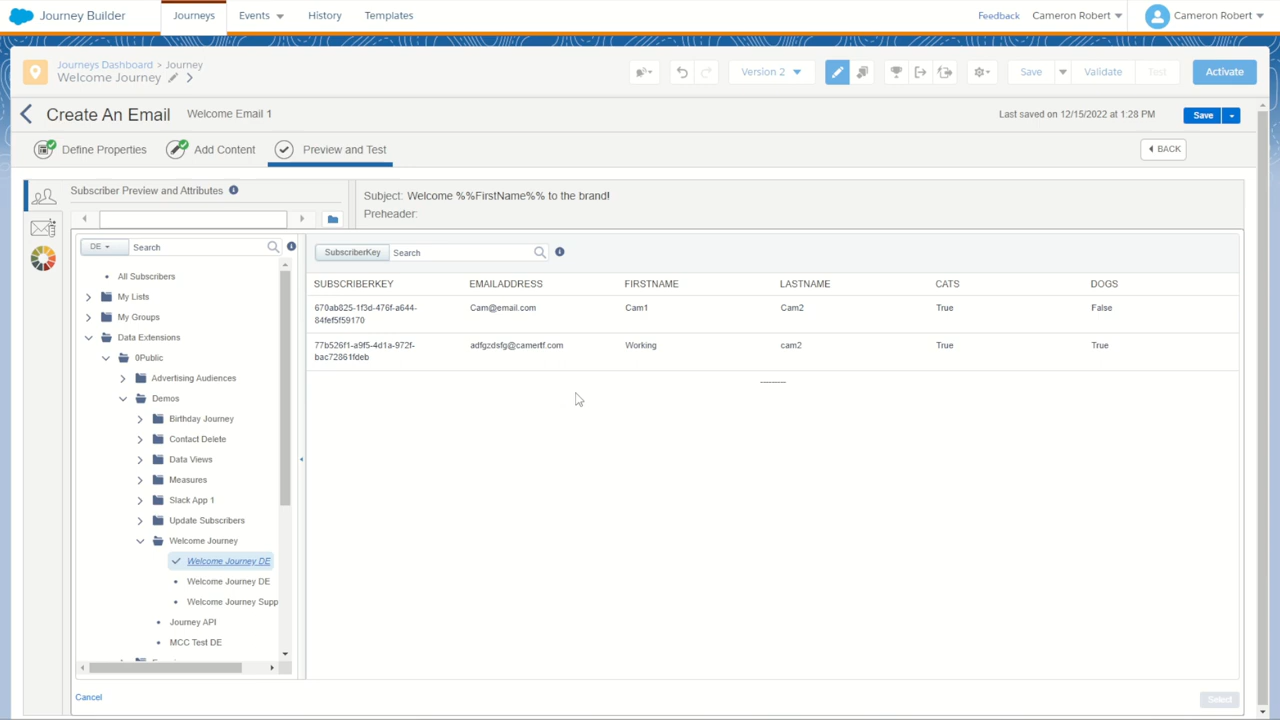 Journey Builder
Journeys
Events
History
Templates
Feedback
Cameron Robert
Cameron Robert
Journeys Dashboard > Journey
Welcome Journey
Version 2
Save
Validate
Test
Activate
Create An Email
Welcome Email 1
Last saved on 12/15/2022 at 1:28 PM
Save
Define Properties
Add Content
Preview and Test
BACK
Subscriber Preview and Attributes
Subject: Welcome %%FirstName%% to the brand!
Preheader:
DE
Search
SubscriberKey
Search
All Subscribers
My Lists
My Groups
Data Extensions
0Public
Advertising Audiences
Demos
Birthday Journey
Contact Delete
Data Views
Measures
Slack App 1
Update Subscribers
Welcome Journey
Welcome Journey DE
Welcome Journey DE
Welcome Journey Supp
Journey API
MCC Test DE
SUBSCRIBERKEY EMAILADDRESS FIRSTNAME LASTNAME CATS DOGS
670ab825-1f3d-476f-a644- Cam@email.com Cam1 Cam2 True False
84fef5f59170
77b526f1-a9f5-4d1a-972f- adfgzdsfg@camertf.com Working cam2 True True
bac72861fdeb
Cancel
Select